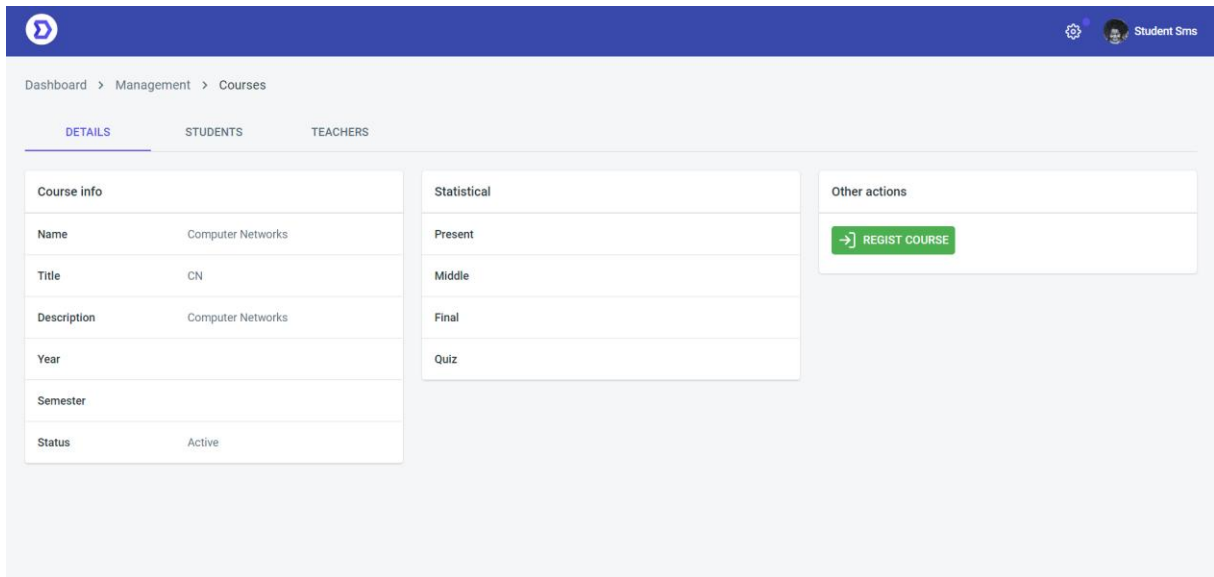 Student Sms
Dashboard > Management > Courses
DETAILS STUDENTS TEACHERS
Course info
Name Computer Networks
Title CN
Description Computer Networks
Year
Semester
Status Active
Statistical
Present
Middle
Final
Quiz
Other actions
REGIST COURSE